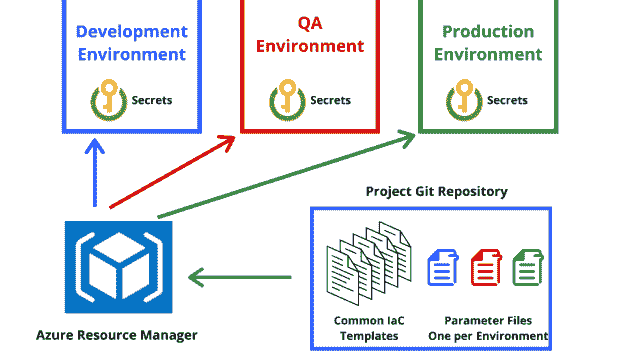 Development
Environment
Secrets
QA
Environment
Secrets
Production
Environment
Secrets
Project Git Repository
Common IaC
Templates
Parameter Files
One per Environment
Azure Resource Manager